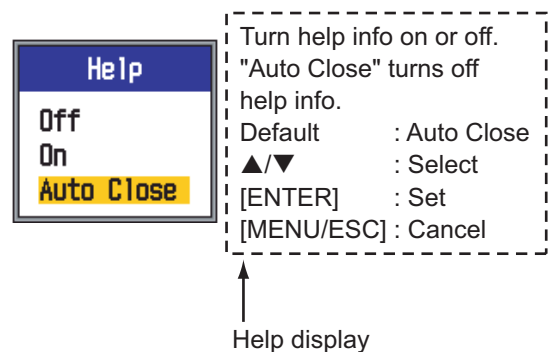 Help
Off
On
Auto Close
Turn help info on or off.
"Auto Close" turns off
help info.
Default : Auto Close
▲/▼ : Select
[ENTER] : Set
[MENU/ESC] : Cancel
Help display